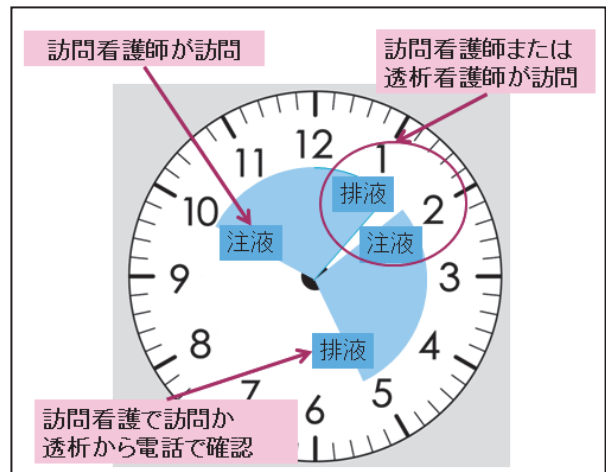 訪問看護師が訪問
訪問看護師または
透析看護師が訪問
12
1
11
排液
10
2
注液
注液
9
3
8
排液
4
7
5
6
訪問看護で訪問か
透析から電話で確認